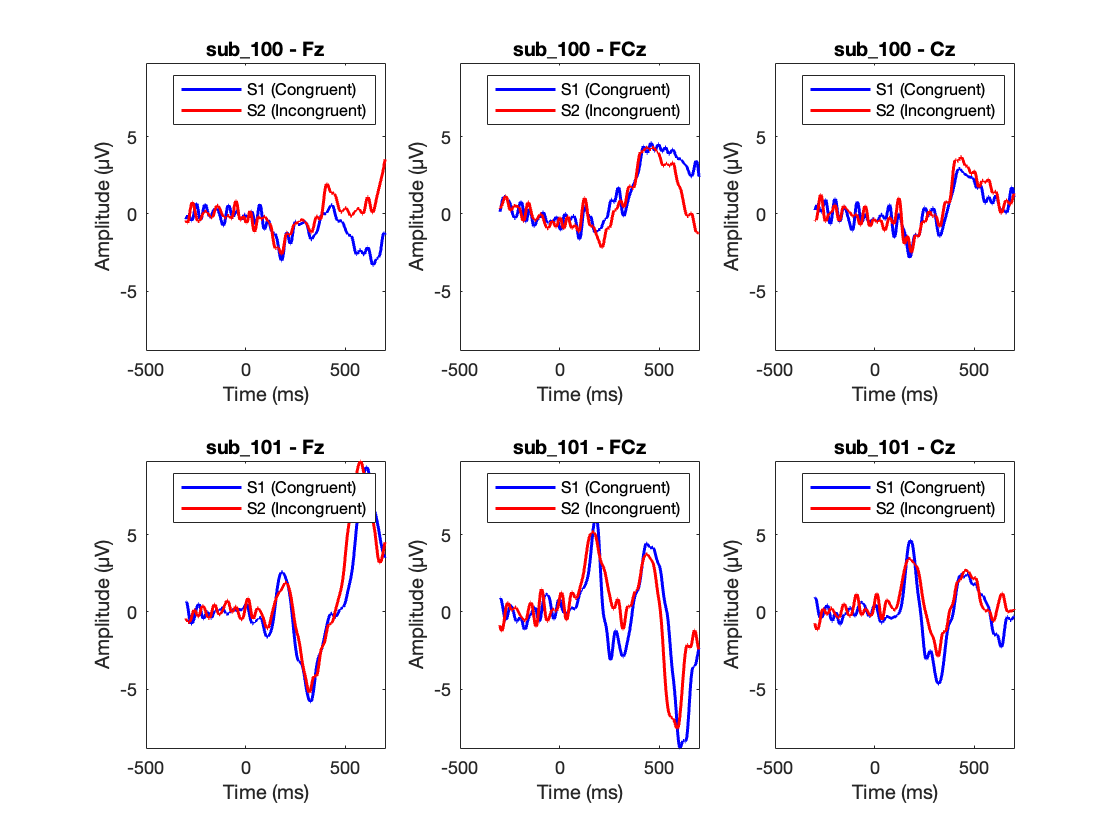 sub_100 - Fz
S1 (Congruent)
S2 (Incongruent)
5
0
-5
Amplitude (µV)
-500
0
500
Time (ms)
sub_100 - FCz
S1 (Congruent)
S2 (Incongruent)
5
0
-5
Amplitude (µV)
-500
0
500
Time (ms)
sub_100 - Cz
S1 (Congruent)
S2 (Incongruent)
5
0
-5
Amplitude (µV)
-500
0
500
Time (ms)
sub_101 - Fz
S1 (Congruent)
S2 (Incongruent)
5
0
-5
Amplitude (µV)
-500
0
500
Time (ms)
sub_101 - FCz
S1 (Congruent)
S2 (Incongruent)
5
0
-5
Amplitude (µV)
-500
0
500
Time (ms)
sub_101 - Cz
S1 (Congruent)
S2 (Incongruent)
5
0
-5
Amplitude (µV)
-500
0
500
Time (ms)